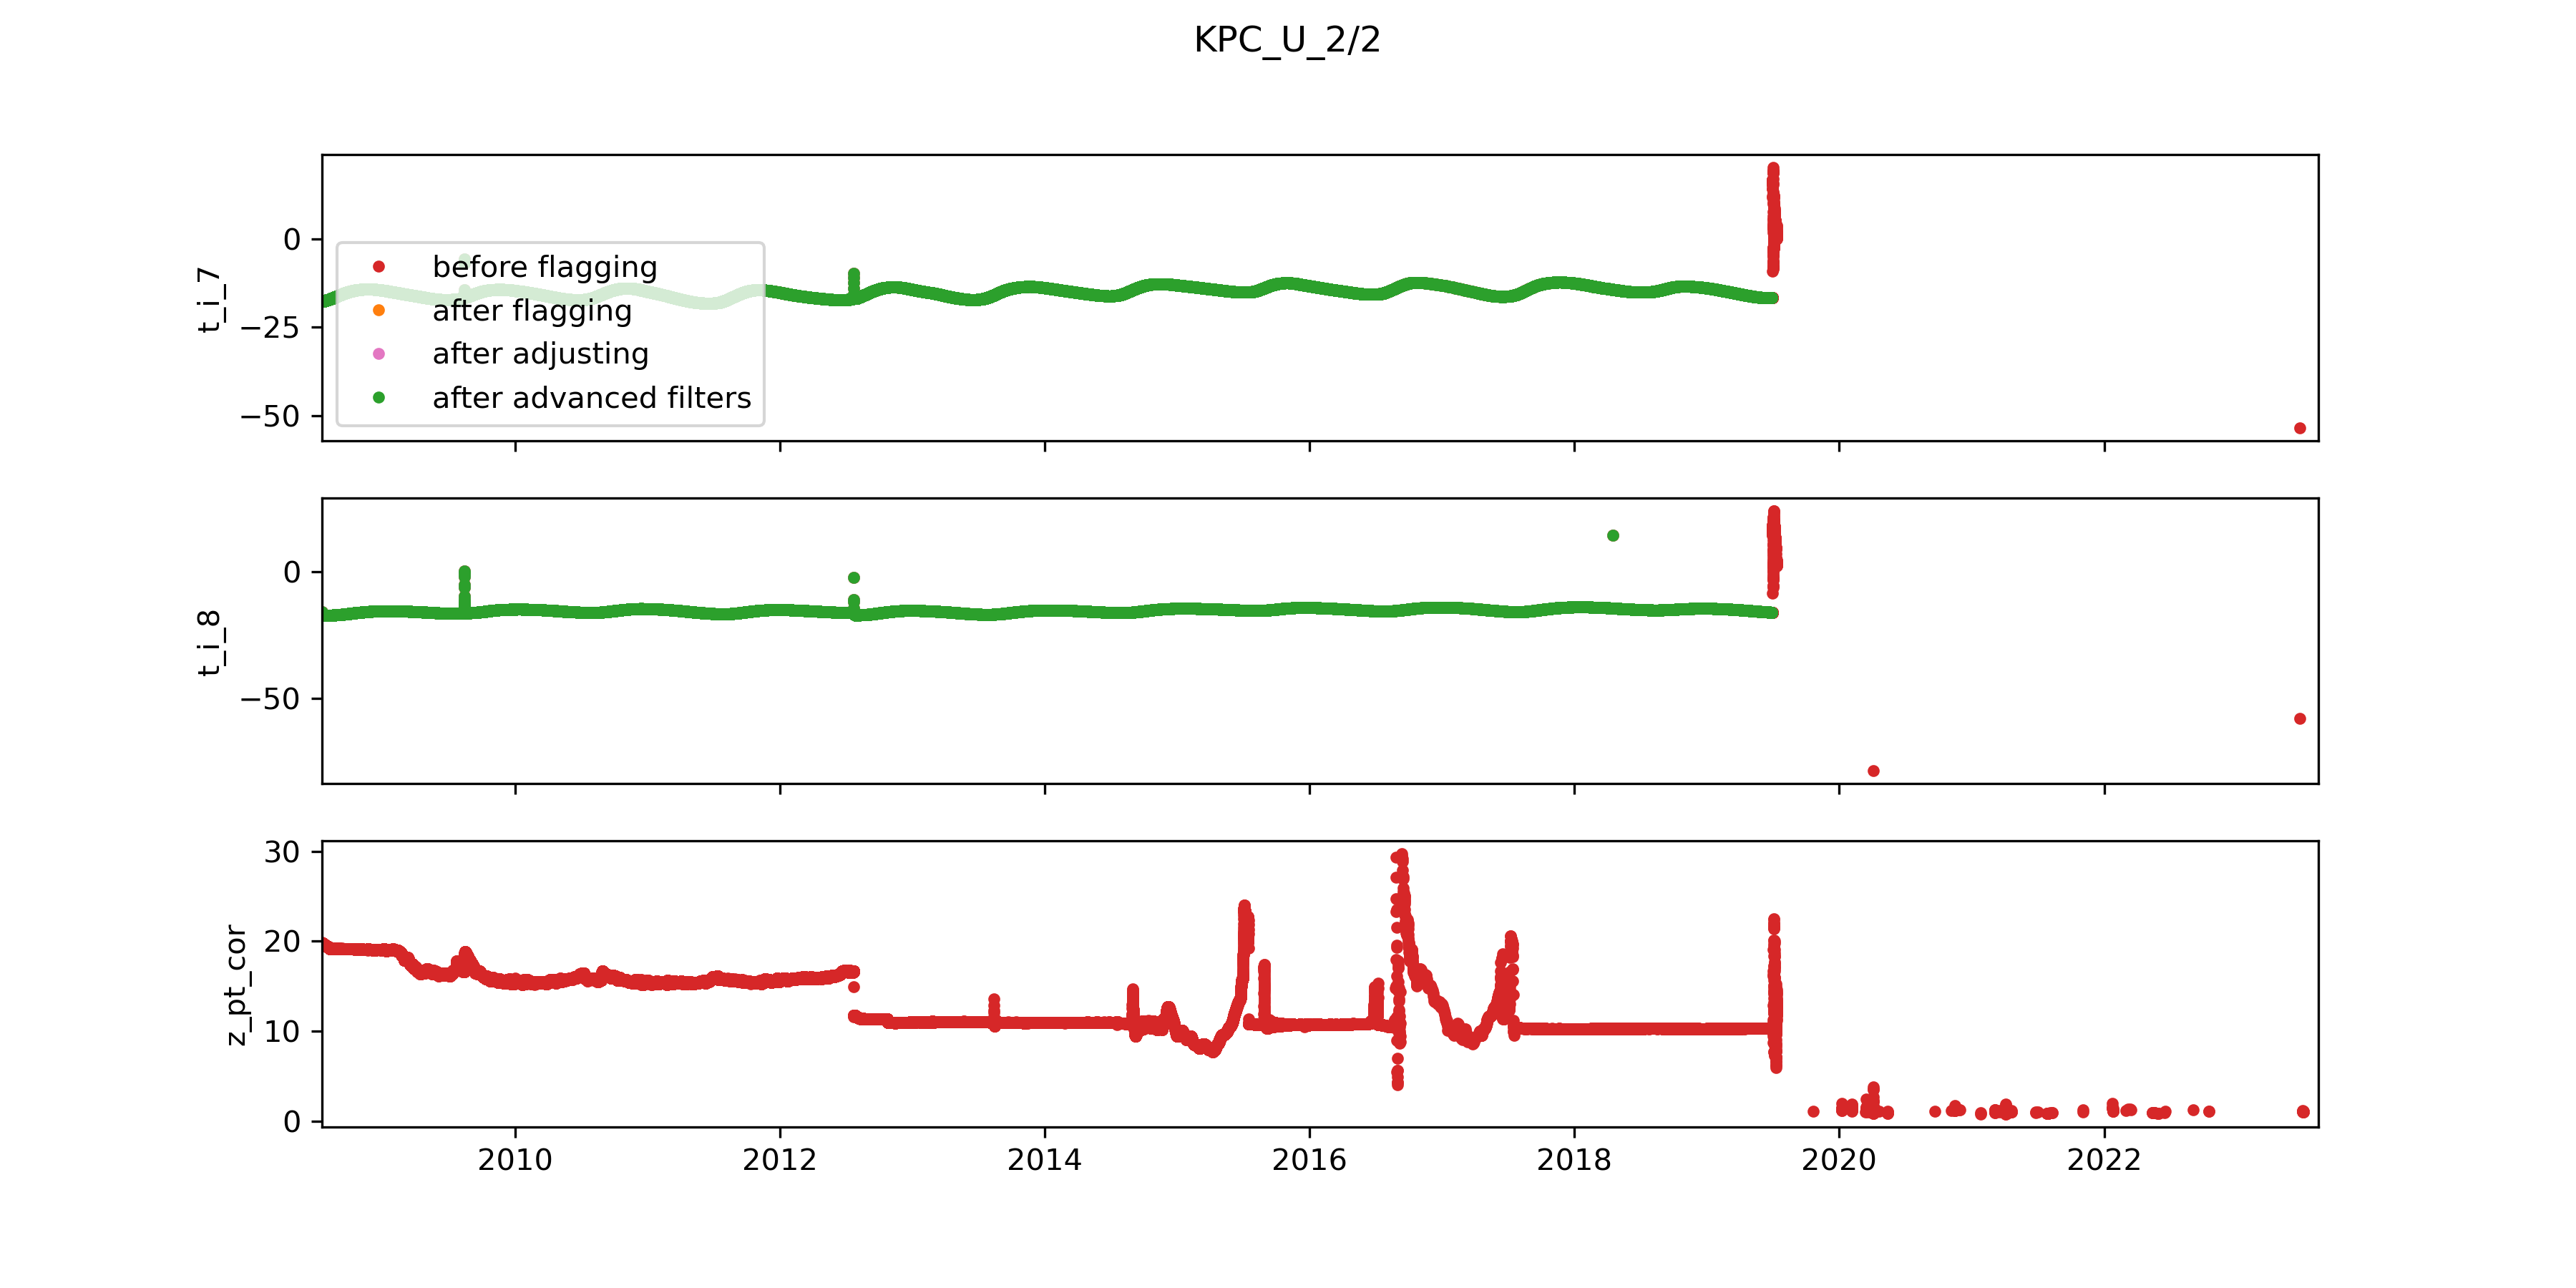 KPC_U_2/2
t_i_7
0
−25
−50
before flagging
after flagging
after adjusting
after advanced filters
t_i_8
0
−50
z_pt_cor
30
20
10
0
2010 2012 2014 2016 2018 2020 2022